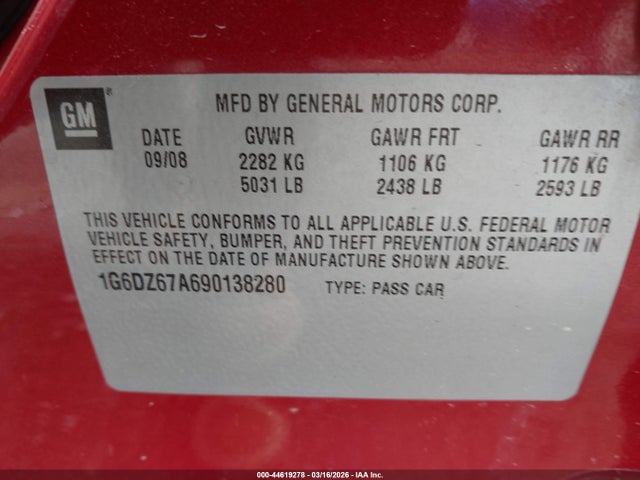 GM
MFD BY GENERAL MOTORS CORP.
DATE GVWR GAWR FRT GAWR RR
09/08 2282 KG 1106 KG 1176 KG
5031 LB 2438 LB 2593 LB
THIS VEHICLE CONFORMS TO ALL APPLICABLE U.S. FEDERAL MOTOR
VEHICLE SAFETY, BUMPER, AND THEFT PREVENTION STANDARDS IN
EFFECT ON THE DATE OF MANUFACTURE SHOWN ABOVE.
1G6DZ67A690138280 TYPE: PASS CAR
000-44619278 - 03/16/2026 - IAA Inc.